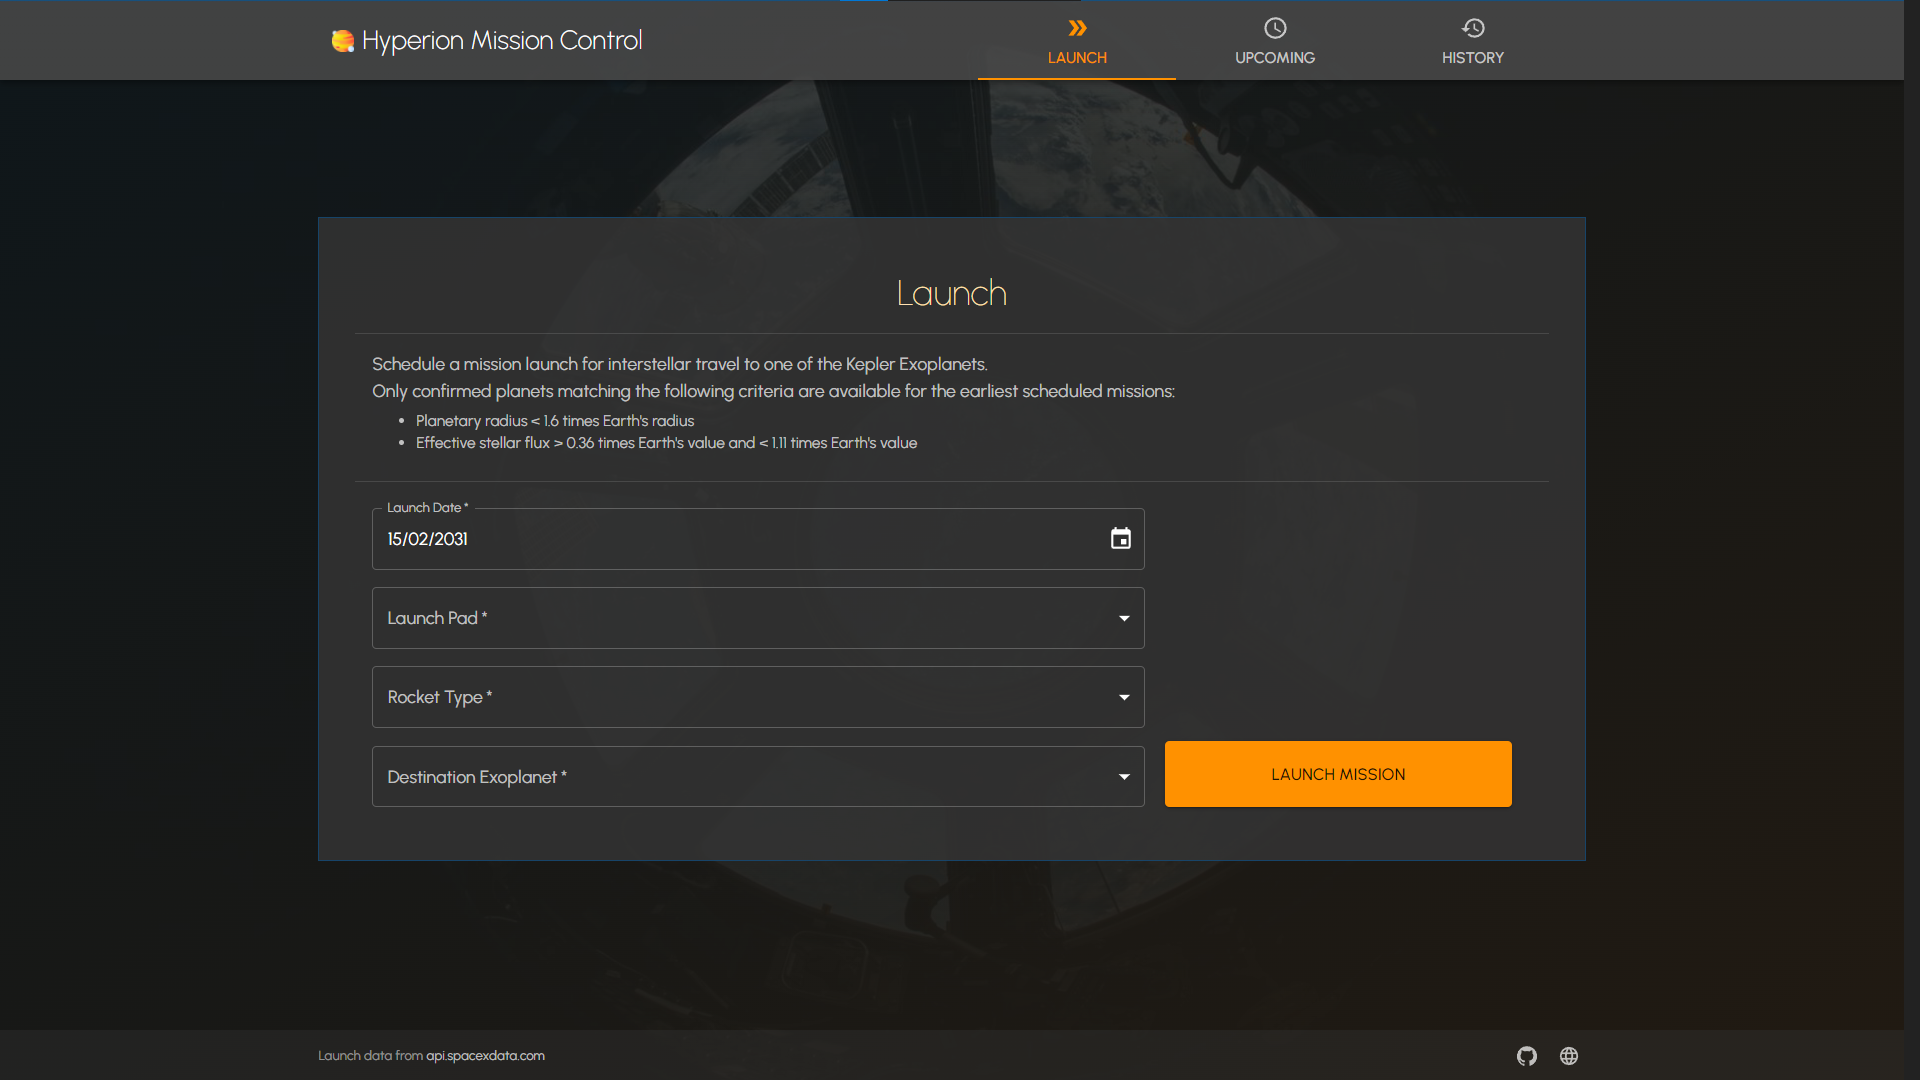 Hyperion Mission Control
LAUNCH
UPCOMING
HISTORY
Launch
Schedule a mission launch for interstellar travel to one of the Kepler Exoplanets.
Only confirmed planets matching the following criteria are available for the earliest scheduled missions:
• Planetary radius < 1.6 times Earth's radius
• Effective stellar flux > 0.36 times Earth's value and < 1.11 times Earth's value
Launch Date *
15/02/2031
Launch Pad *
Rocket Type *
Destination Exoplanet *
LAUNCH MISSION
Launch data from api.spacexdata.com